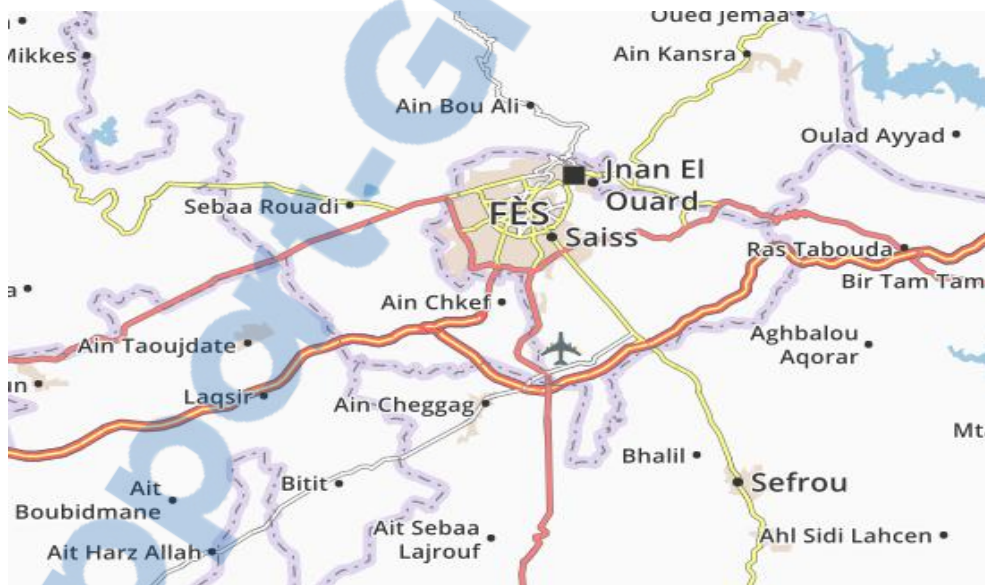 Oued Jemaa
Mikkes
Ain Kansra
Ain Bou Ali
Oulad Ayyad
Jnan El
Ouard
Sebaa Rouadi
FÈS
Saiss
Ras Tabouda
Bir Tam Tam
a
Ain Chkef
Ain Taoujdate
Aghbalou
Aqorar
un
Laqsir
Ain Cheggag
Mta
Bhalil
Sefrou
Bitit
Ait
Boubidmane
Ait Sebaa
Lajrouf
Ait Harz Allah
Ahl Sidi Lahcen